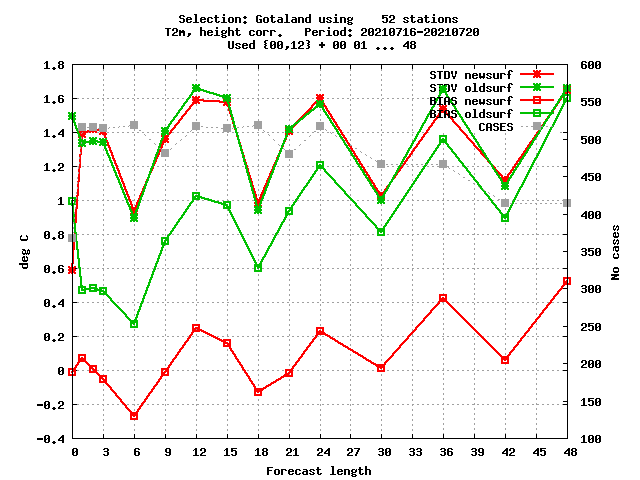 Selection: Gotaland using    52 stations
T2m, height corr.   Period: 20210716-20210720
Used {00,12} + 00 01 ... 48
STDV newsurf
STDV oldsurf
BIAS newsurf
BIAS oldsurf
CASES
1.8
1.6
1.4
1.2
1
0.8
0.6
0.4
0.2
0
-0.2
-0.4
deg C
600
550
500
450
400
350
300
250
200
150
100
No cases
0 3 6 9 12 15 18 21 24 27 30 33 36 39 42 45 48
Forecast length